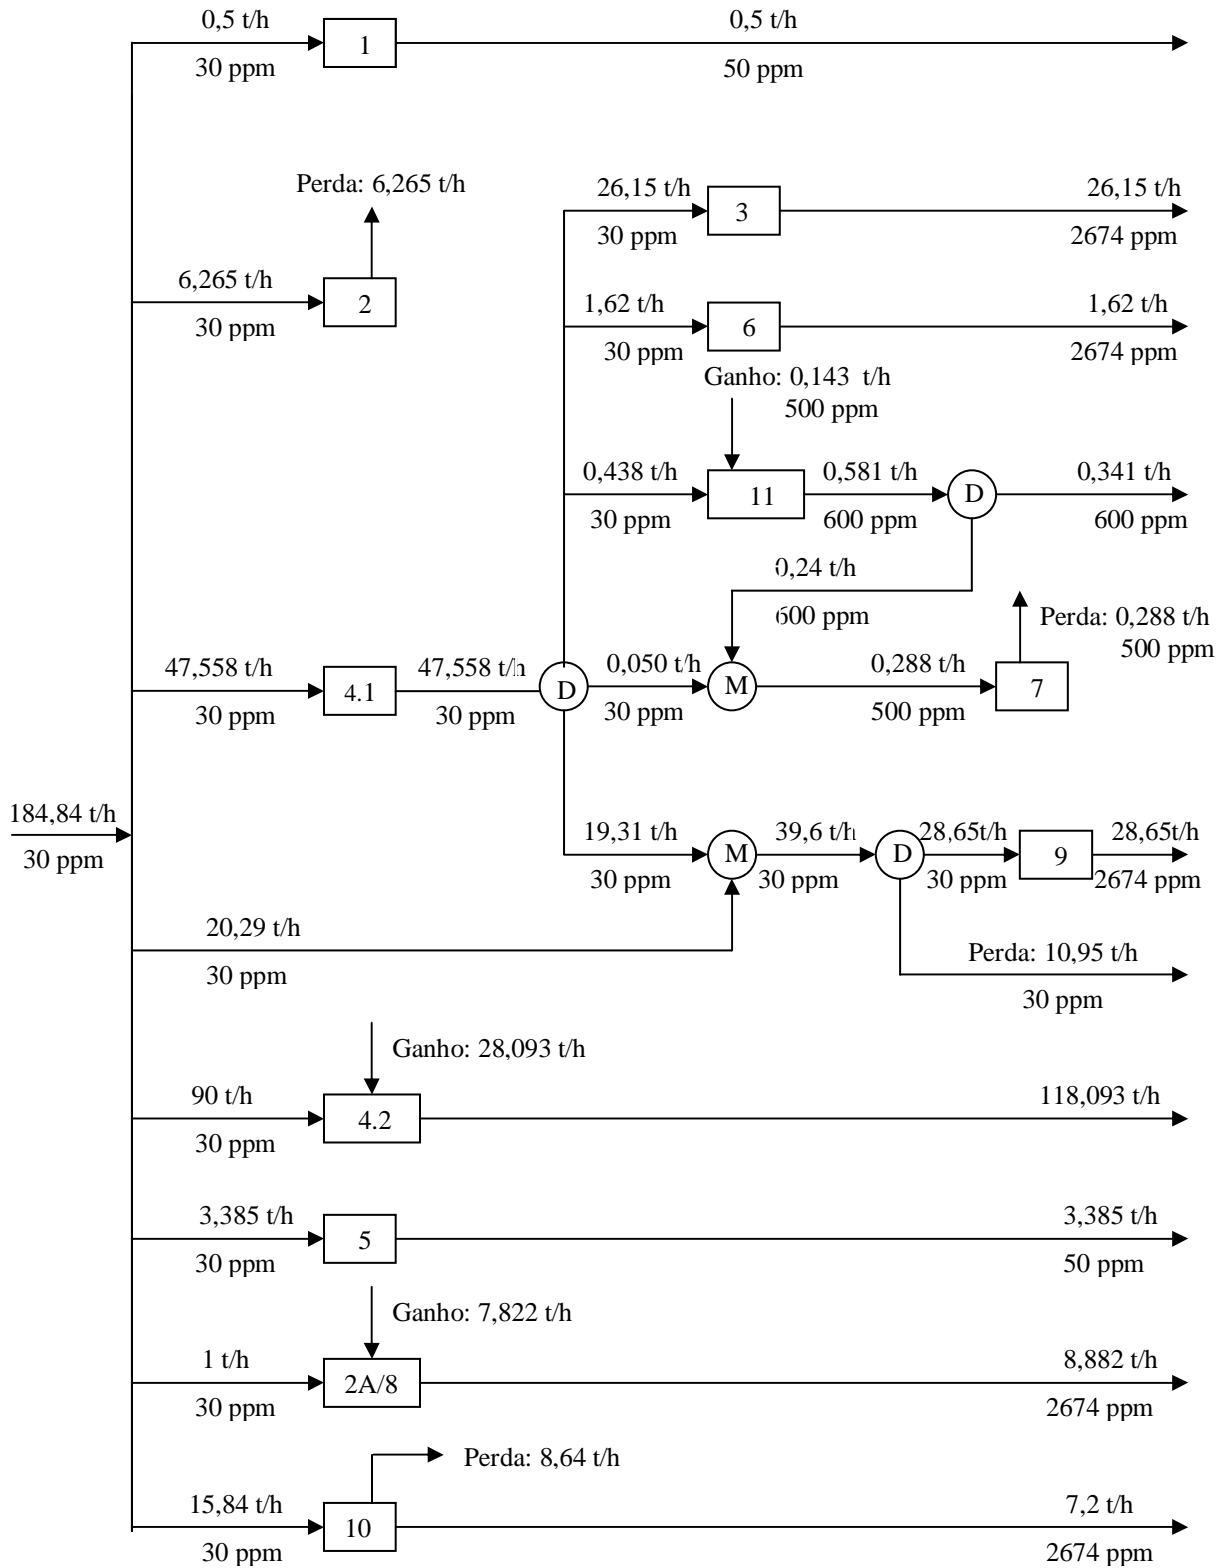 0,5 t/h
30 ppm
1
0,5 t/h
50 ppm
Perda: 6,265 t/h
6,265 t/h
30 ppm
2
26,15 t/h
30 ppm
3
26,15 t/h
2674 ppm
1,62 t/h
30 ppm
6
1,62 t/h
2674 ppm
Ganho: 0,143 t/h
500 ppm
0,438 t/h
30 ppm
11
0,581 t/h
600 ppm
D
0,341 t/h
600 ppm
0,24 t/h
600 ppm
Perda: 0,288 t/h
500 ppm
47,558 t/h
30 ppm
4.1
47,558 t/h
30 ppm
D
0,050 t/h
30 ppm
M
0,288 t/h
500 ppm
7
184,84 t/h
30 ppm
19,31 t/h
30 ppm
M
39,6 t/h
30 ppm
D
28,65t/h
30 ppm
9
28,65t/h
2674 ppm
20,29 t/h
30 ppm
Perda: 10,95 t/h
30 ppm
Ganho: 28,093 t/h
90 t/h
30 ppm
4.2
118,093 t/h
3,385 t/h
30 ppm
5
3,385 t/h
50 ppm
Ganho: 7,822 t/h
1 t/h
30 ppm
2A/8
8,882 t/h
2674 ppm
Perda: 8,64 t/h
15,84 t/h
30 ppm
10
7,2 t/h
2674 ppm